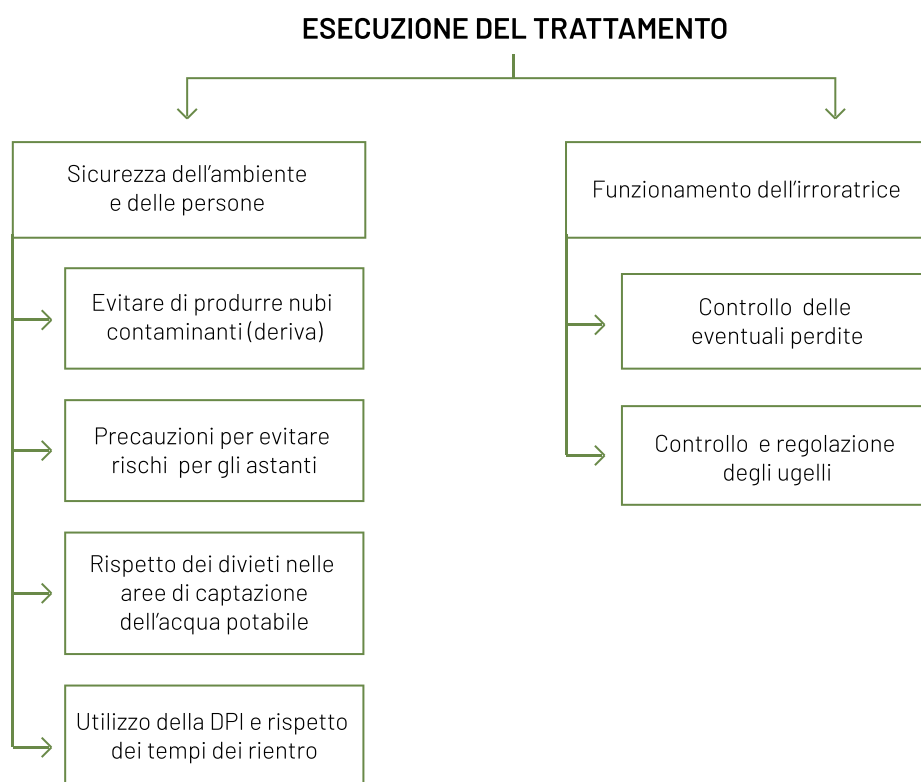 ESECUZIONE DEL TRATTAMENTO
Sicurezza dell'ambiente
e delle persone
Evitare di produrre nubi
contaminanti (deriva)
Precauzioni per evitare
rischi per gli astanti
Rispetto dei divieti nelle
aree di captazione
dell'acqua potabile
Utilizzo della DPI e rispetto
dei tempi dei rientro
Funzionamento dell'irroratrice
Controllo delle
eventuali perdite
Controllo e regolazione
degli ugelli